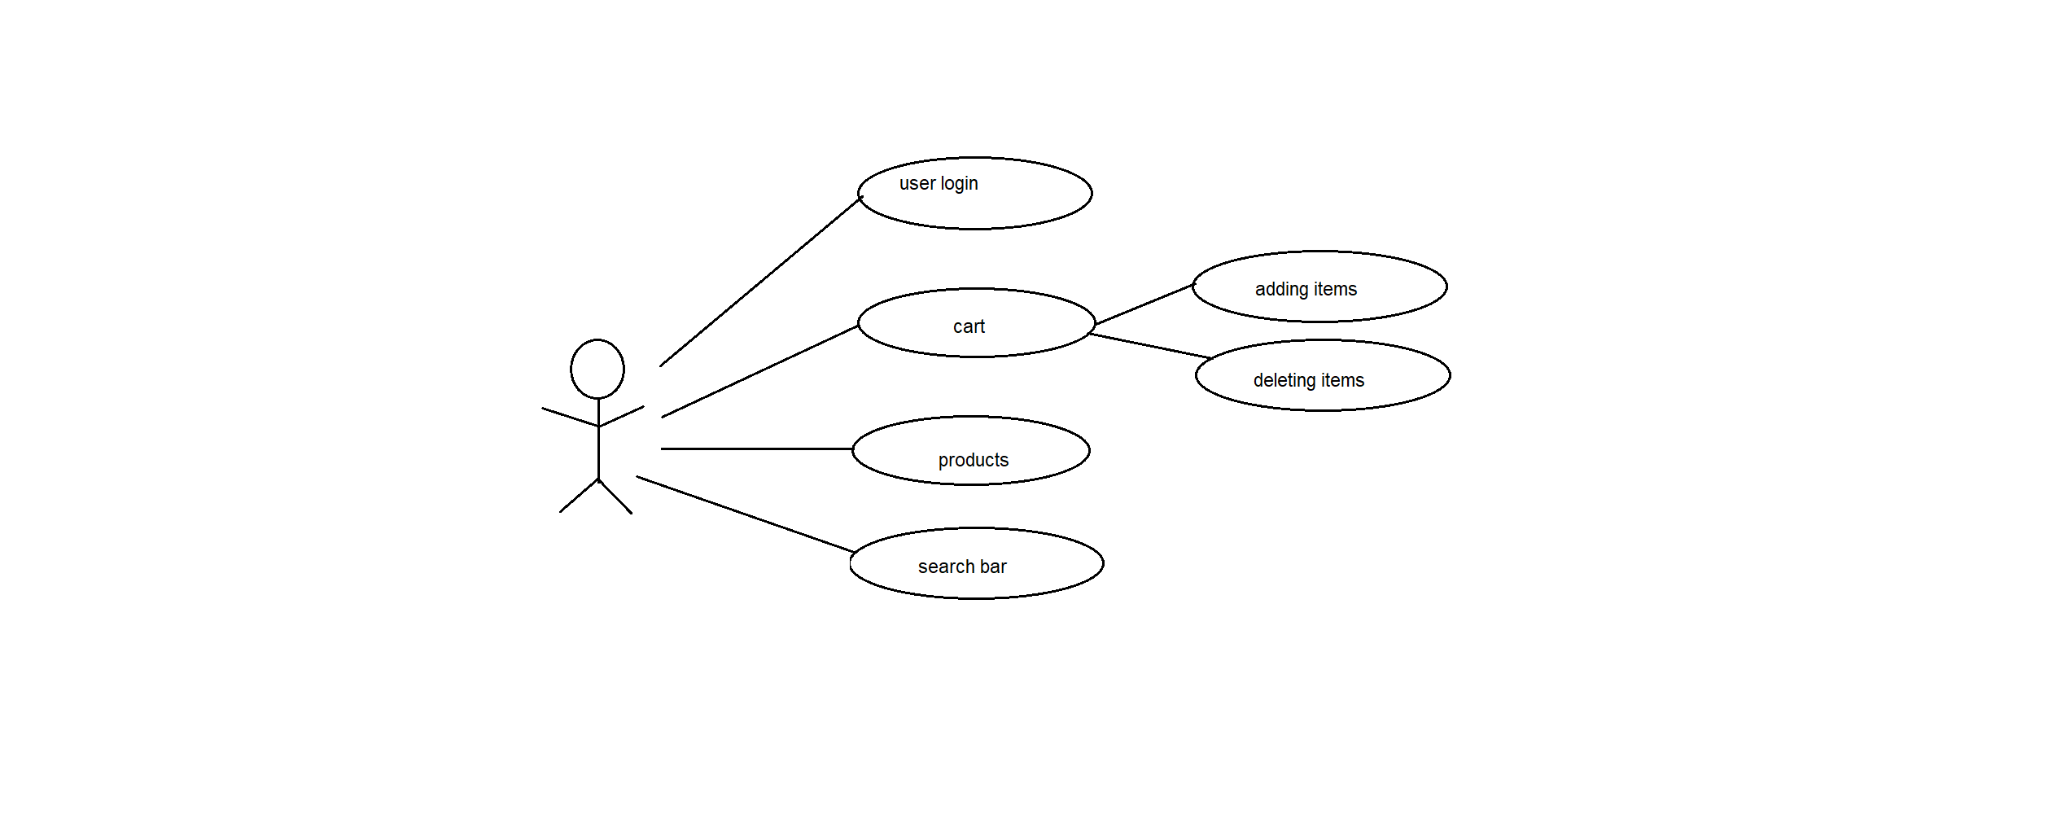 user login
cart
adding items
deleting items
products
search bar